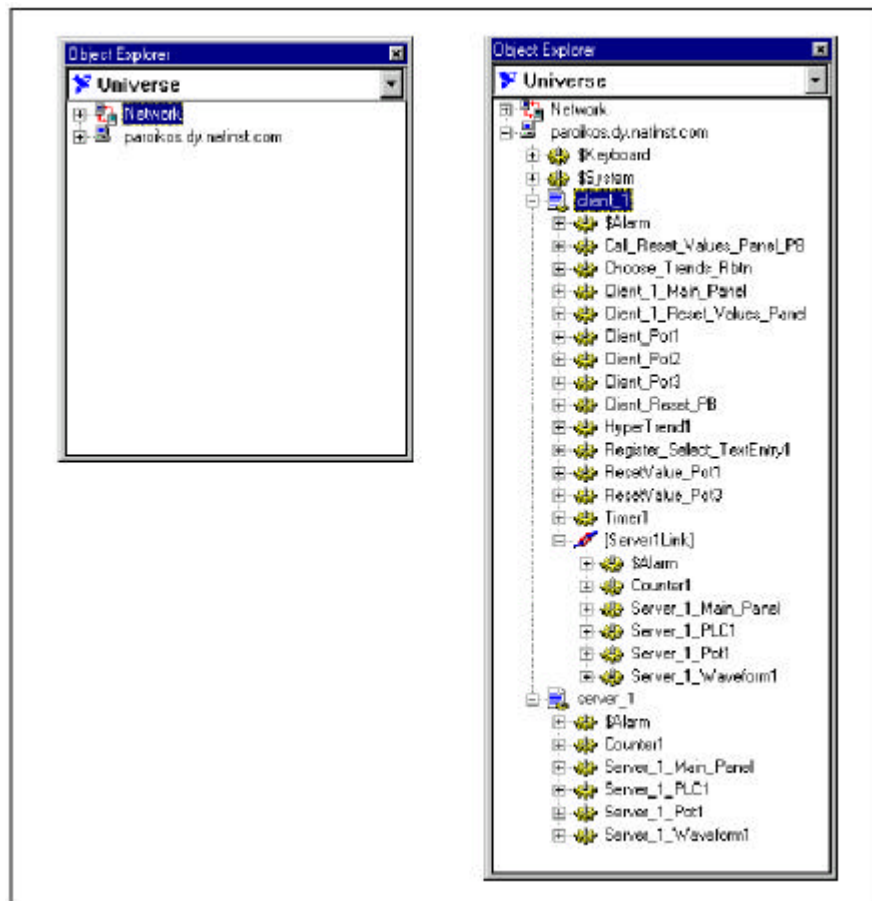 Object Explorer
Universe
Network
paroikos.dy.natinst.com
Object Explorer
Universe
Network
paroikos.dy.natinst.com
$Keyboard
$System
client_1
$Alarm
Call_Reset_Values_Panel_PB
Choose_Trends_Rbtn
Client_1_Main_Panel
Client_1_Reset_Values_Panel
Client_Pot1
Client_Pot2
Client_Pot3
Client_Reset_PB
HyperTrend1
Register_Select_TextEntry1
ResetValue_Pot1
ResetValue_Pot3
Timer1
[Server1Link]
$Alarm
Counter1
Server_1_Main_Panel
Server_1_PLC1
Server_1_Pot1
Server_1_Waveform1
server_1
$Alarm
Counter1
Server_1_Main_Panel
Server_1_PLC1
Server_1_Pot1
Server_1_Waveform1